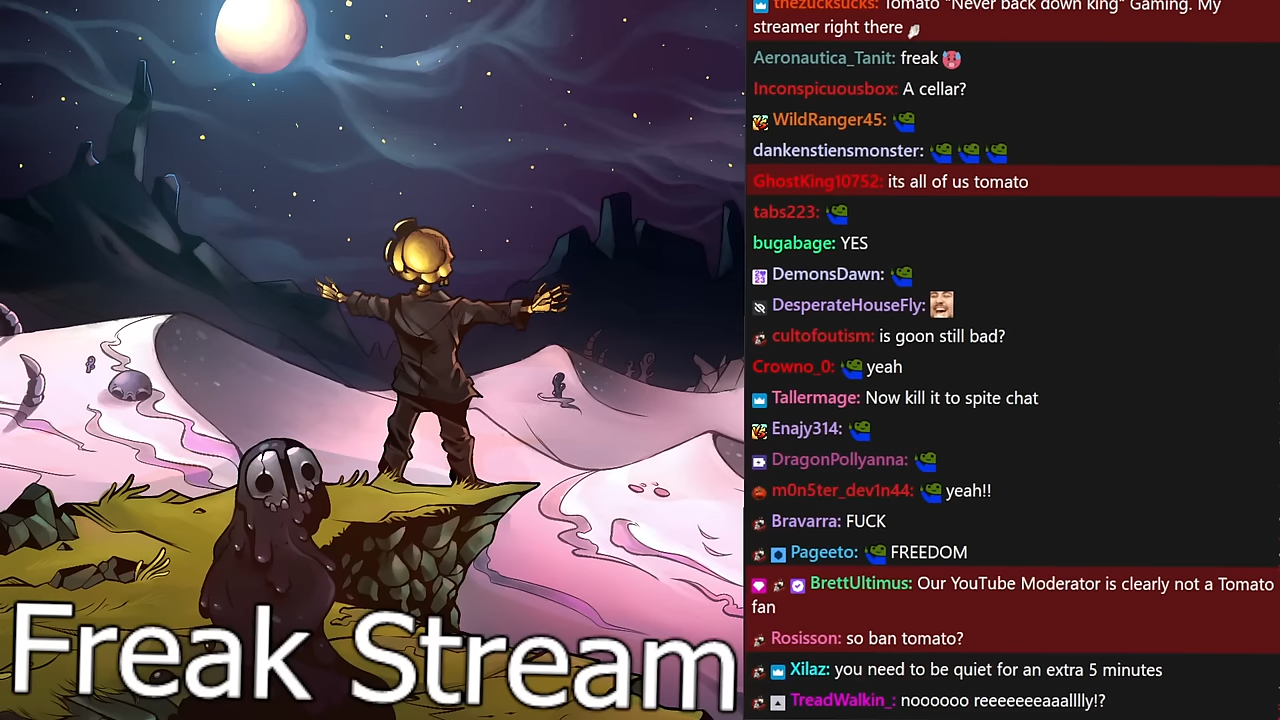 thezucksucks: Tomato "Never back down king" Gaming. My
streamer right there
Aeronautica_Tanit: freak
Inconspicuousbox: A cellar?
WildRanger45:
dankenstiensmonster:
GhostKing10752: its all of us tomato
tabs223:
bugabage: YES
DemonsDawn:
DesperateHouseFly:
cultofoutism: is goon still bad?
Crowno_0: yeah
Tallermage: Now kill it to spite chat
Enajy314:
DragonPollyanna:
m0n5ter_dev1n44: yeah!!
Bravarra: FUCK
Pageeto: FREEDOM
BrettUltimus: Our YouTube Moderator is clearly not a Tomato
fan
Rosisson: so ban tomato?
Xilaz: you need to be quiet for an extra 5 minutes
TreadWalkin_: noooooo reeeeeeeaaalllly!?
Freak Stream